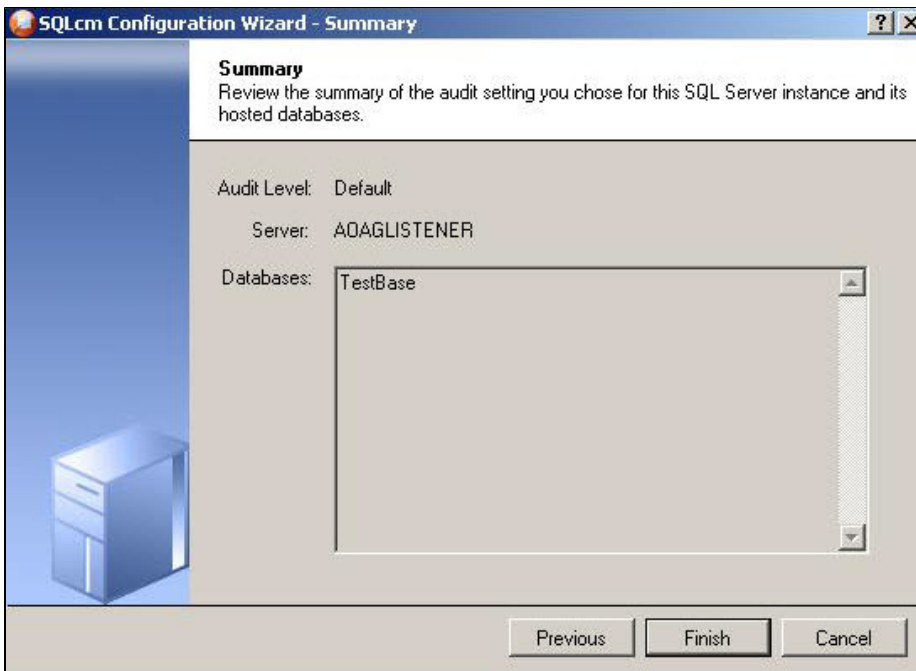 SQLcm Configuration Wizard - Summary
Summary
Review the summary of the audit setting you chose for this SQL Server instance and its
hosted databases.
Audit Level: Default
Server: AOAGLISTENER
Databases: TestBase
Previous Finish Cancel